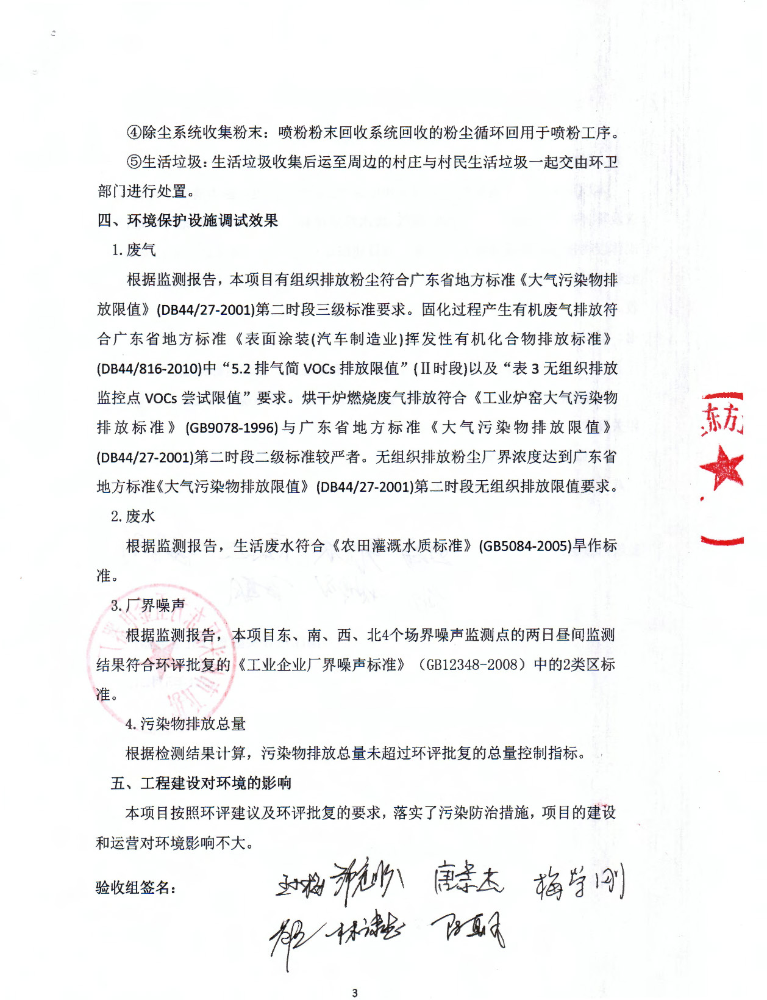 ④除尘系统收集粉末：喷粉粉末回收系统回收的粉尘循环回用于喷粉工序。
⑤生活垃圾：生活垃圾收集后运至周边的村庄与村民生活垃圾一起交由环卫
部门进行处置。
四、环境保护设施调试效果
1.废气
根据监测报告，本项目有组织排放粉尘符合广东省地方标准《大气污染物排
放限值》(DB44/27-2001)第二时段三级标准要求。固化过程产生有机废气排放符
合广东省地方标准《表面涂装(汽车制造业)挥发性有机化合物排放标准》
(DB44/816-2010)中“5.2 排气筒 VOCs 排放限值”(Ⅱ时段)以及“表 3 无组织排放
监控点 VOCs 尝试限值”要求。烘干炉燃烧废气排放符合《工业炉窑大气污染物
排放标准》(GB9078-1996)与广东省地方标准《大气污染物排放限值》
(DB44/27-2001)第二时段二级标准较严者。无组织排放粉尘厂界浓度达到广东省
地方标准《大气污染物排放限值》(DB44/27-2001)第二时段无组织排放限值要求。
2.废水
根据监测报告，生活废水符合《农田灌溉水质标准》(GB5084-2005)旱作标
准。
3.厂界噪声
根据监测报告，本项目东、南、西、北4个场界噪声监测点的两日昼间监测
结果符合环评批复的《工业企业厂界噪声标准》（GB12348-2008）中的2类区标
准。
4.污染物排放总量
根据检测结果计算，污染物排放总量未超过环评批复的总量控制指标。
五、工程建设对环境的影响
本项目按照环评建议及环评批复的要求，落实了污染防治措施，项目的建设
和运营对环境影响不大。
验收组签名：
唐景杰 梅学刚
东方
3